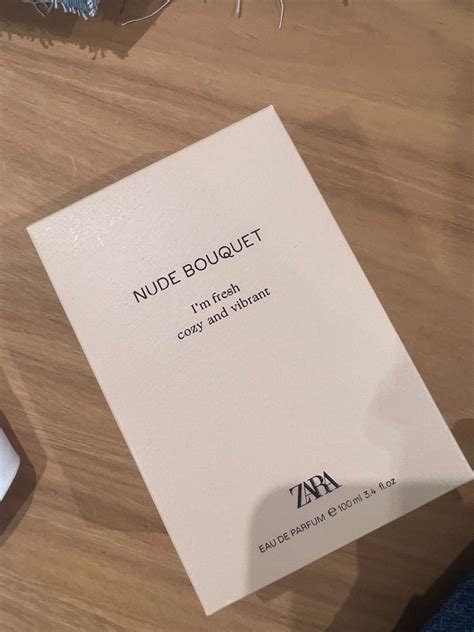 NUDE BOUQUET
I'm fresh
cozy and vibrant
ZARA
EAU DE PARFUM ℮ 100 ml 3.4 fl.oz